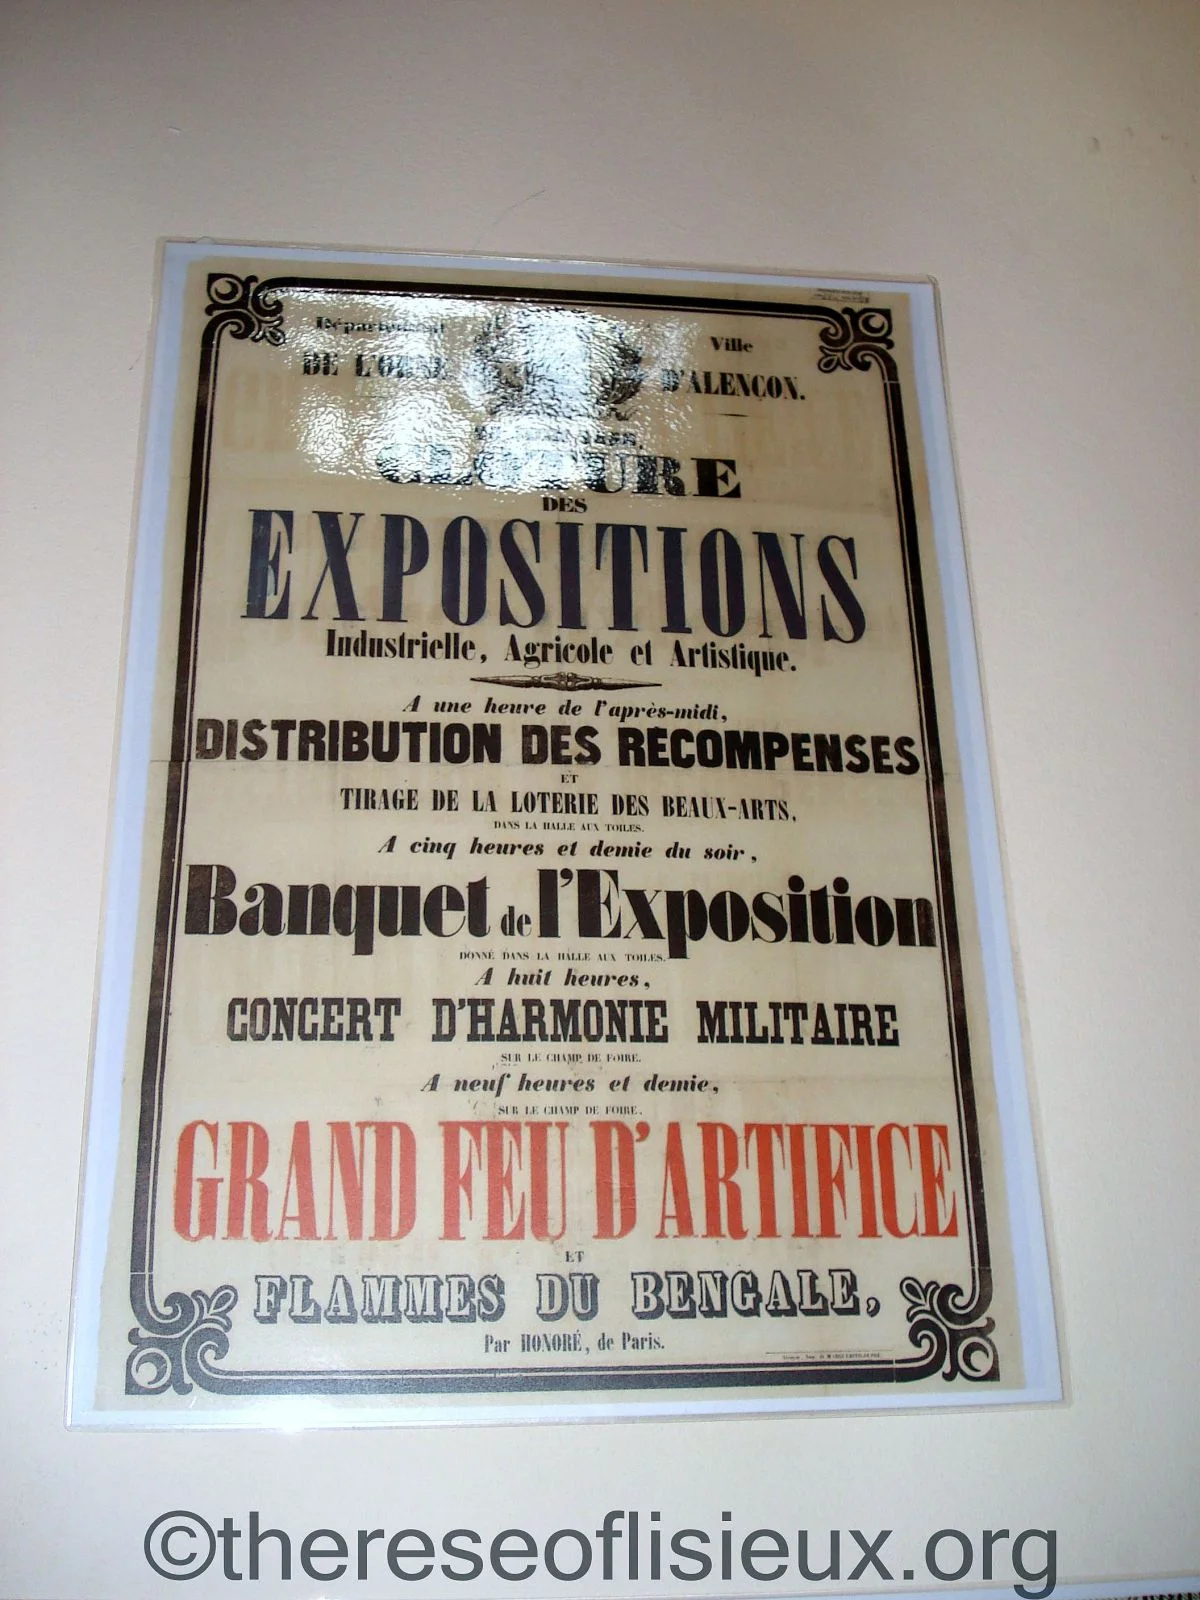 Département
Ville
DE L'ORNE
D'ALENÇON.
CLOTURE
DES
EXPOSITIONS
Industrielle, Agricole et Artistique.
A une heure de l'après-midi,
DISTRIBUTION DES RÉCOMPENSES
ET
TIRAGE DE LA LOTERIE DES BEAUX-ARTS,
DANS LA HALLE AUX TOILES.
A cinq heures et demie du soir,
Banquet de l'Exposition
DONNÉ DANS LA HALLE AUX TOILES.
A huit heures,
CONCERT D'HARMONIE MILITAIRE
SUR LE CHAMP DE FOIRE.
A neuf heures et demie,
SUR LE CHAMP DE FOIRE,
GRAND FEU D'ARTIFICE
ET
FLAMMES DU BENGALE,
Par HONORÉ, de Paris.
©thereseoflisieux.org